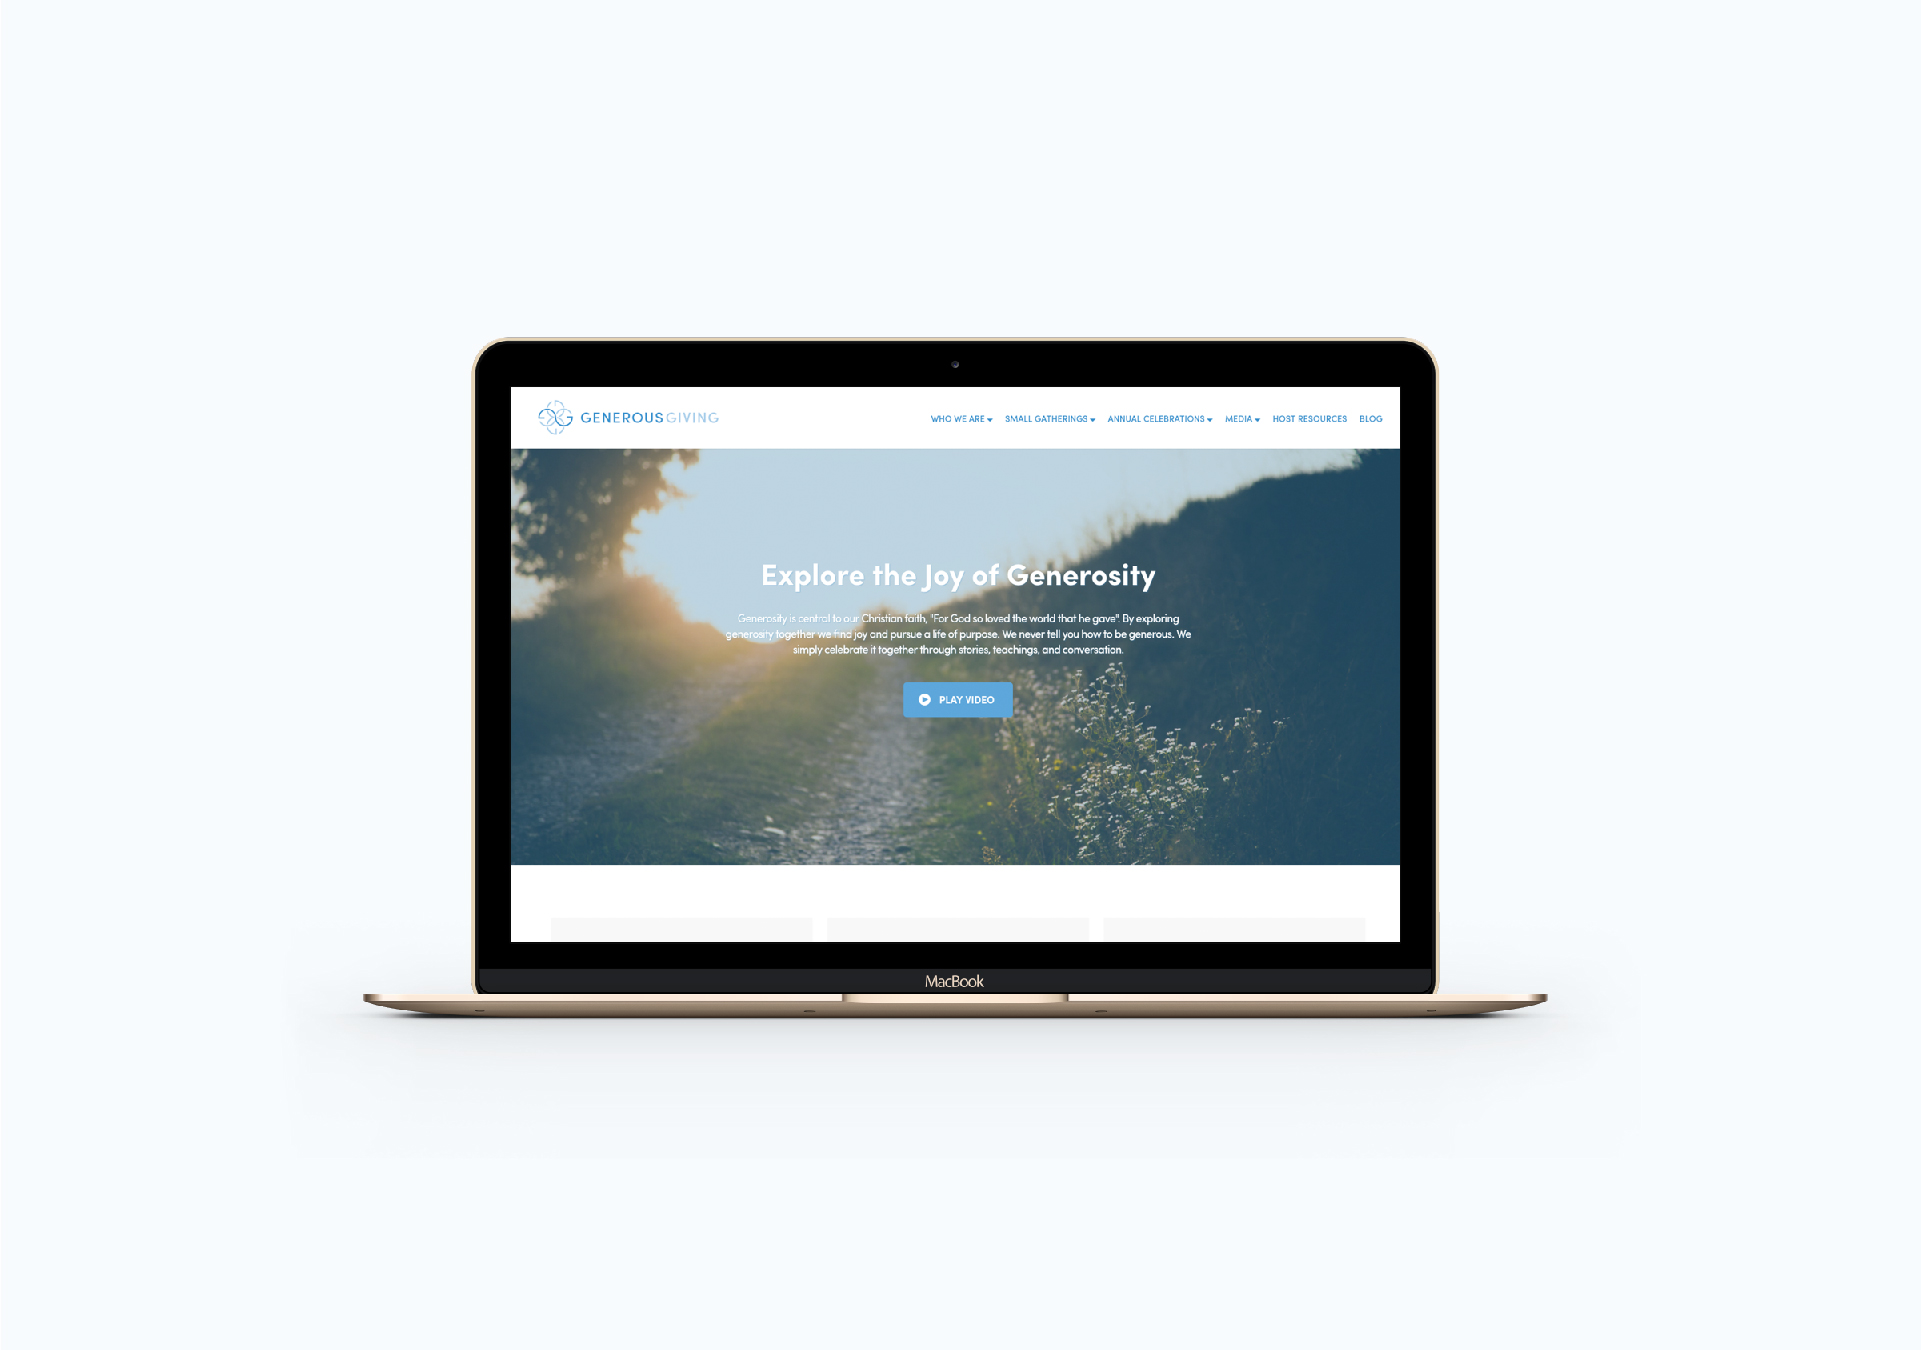 GENEROUS GIVING
WHO WE ARE SMALL GATHERINGS ANNUAL CELEBRATIONS MEDIA HOST RESOURCES BLOG
Explore the Joy of Generosity
Generosity is central to our Christian faith, "For God so loved the world that he gave". By exploring
generosity together we find joy and pursue a life of purpose. We never tell you how to be generous. We
simply celebrate it together through stories, teachings, and conversation.
PLAY VIDEO
MacBook